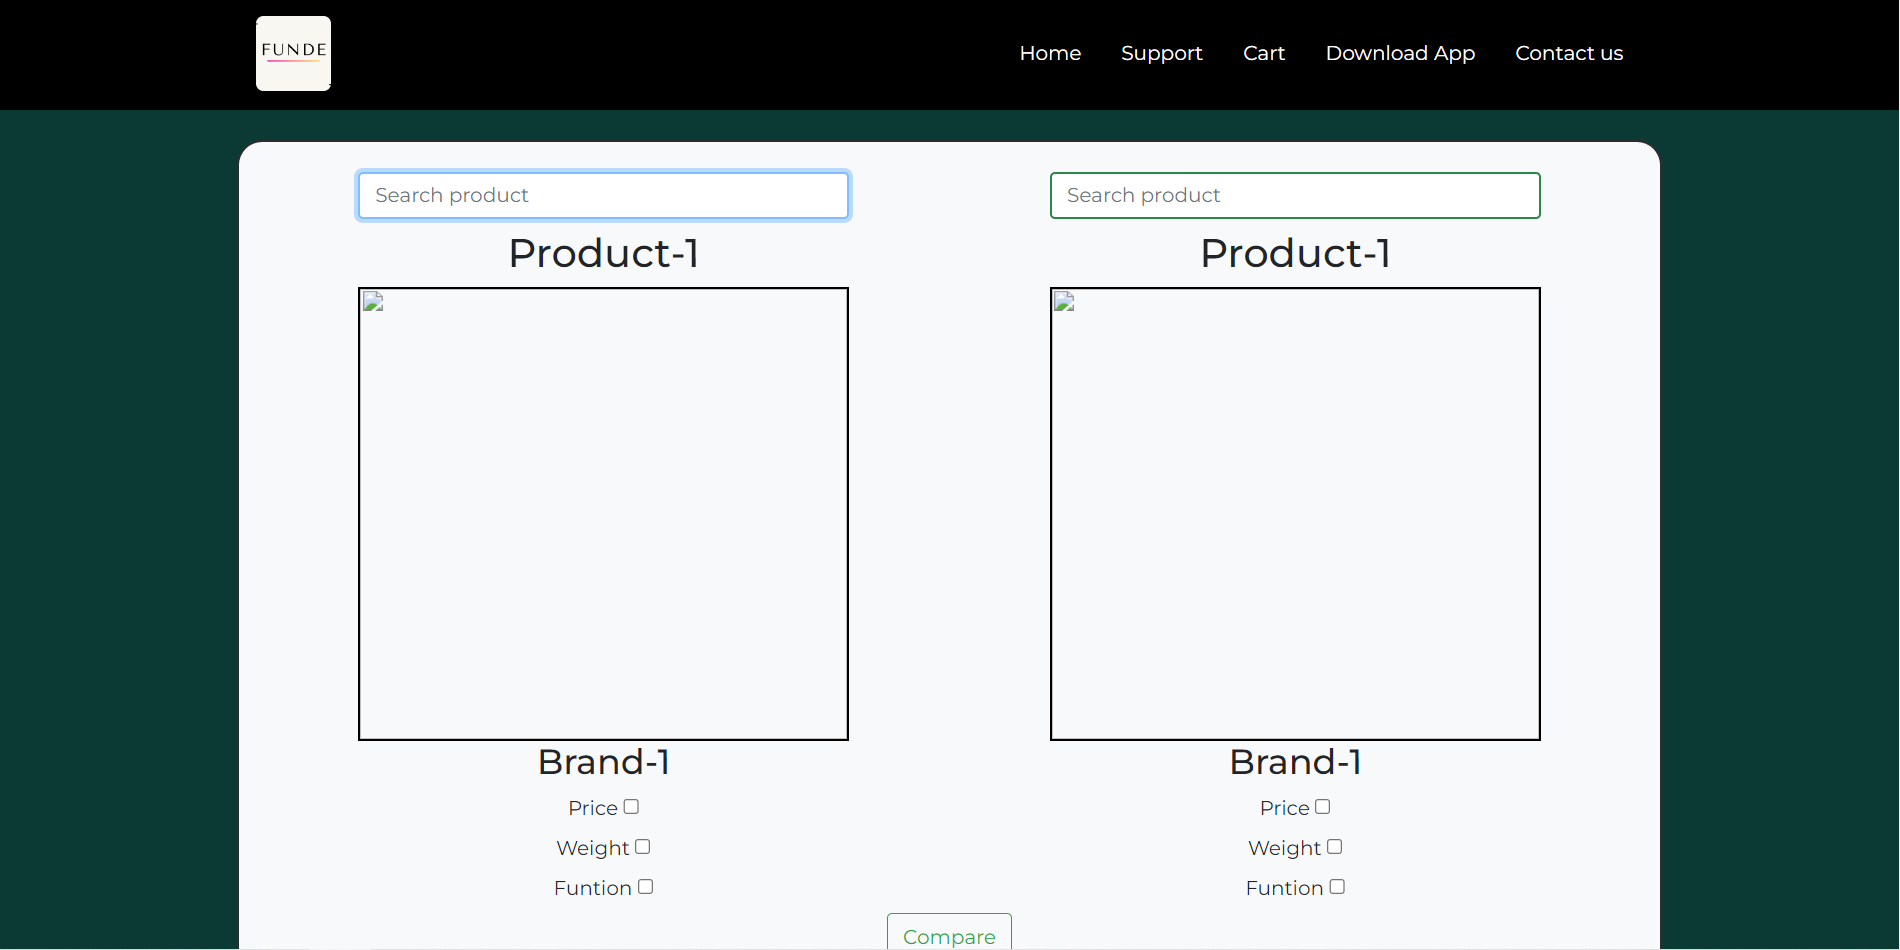 FUNDE
Home Support Cart Download App Contact us
Search product
Product-1
Brand-1
Price
Weight
Funtion
Search product
Product-1
Brand-1
Price
Weight
Funtion
Compare